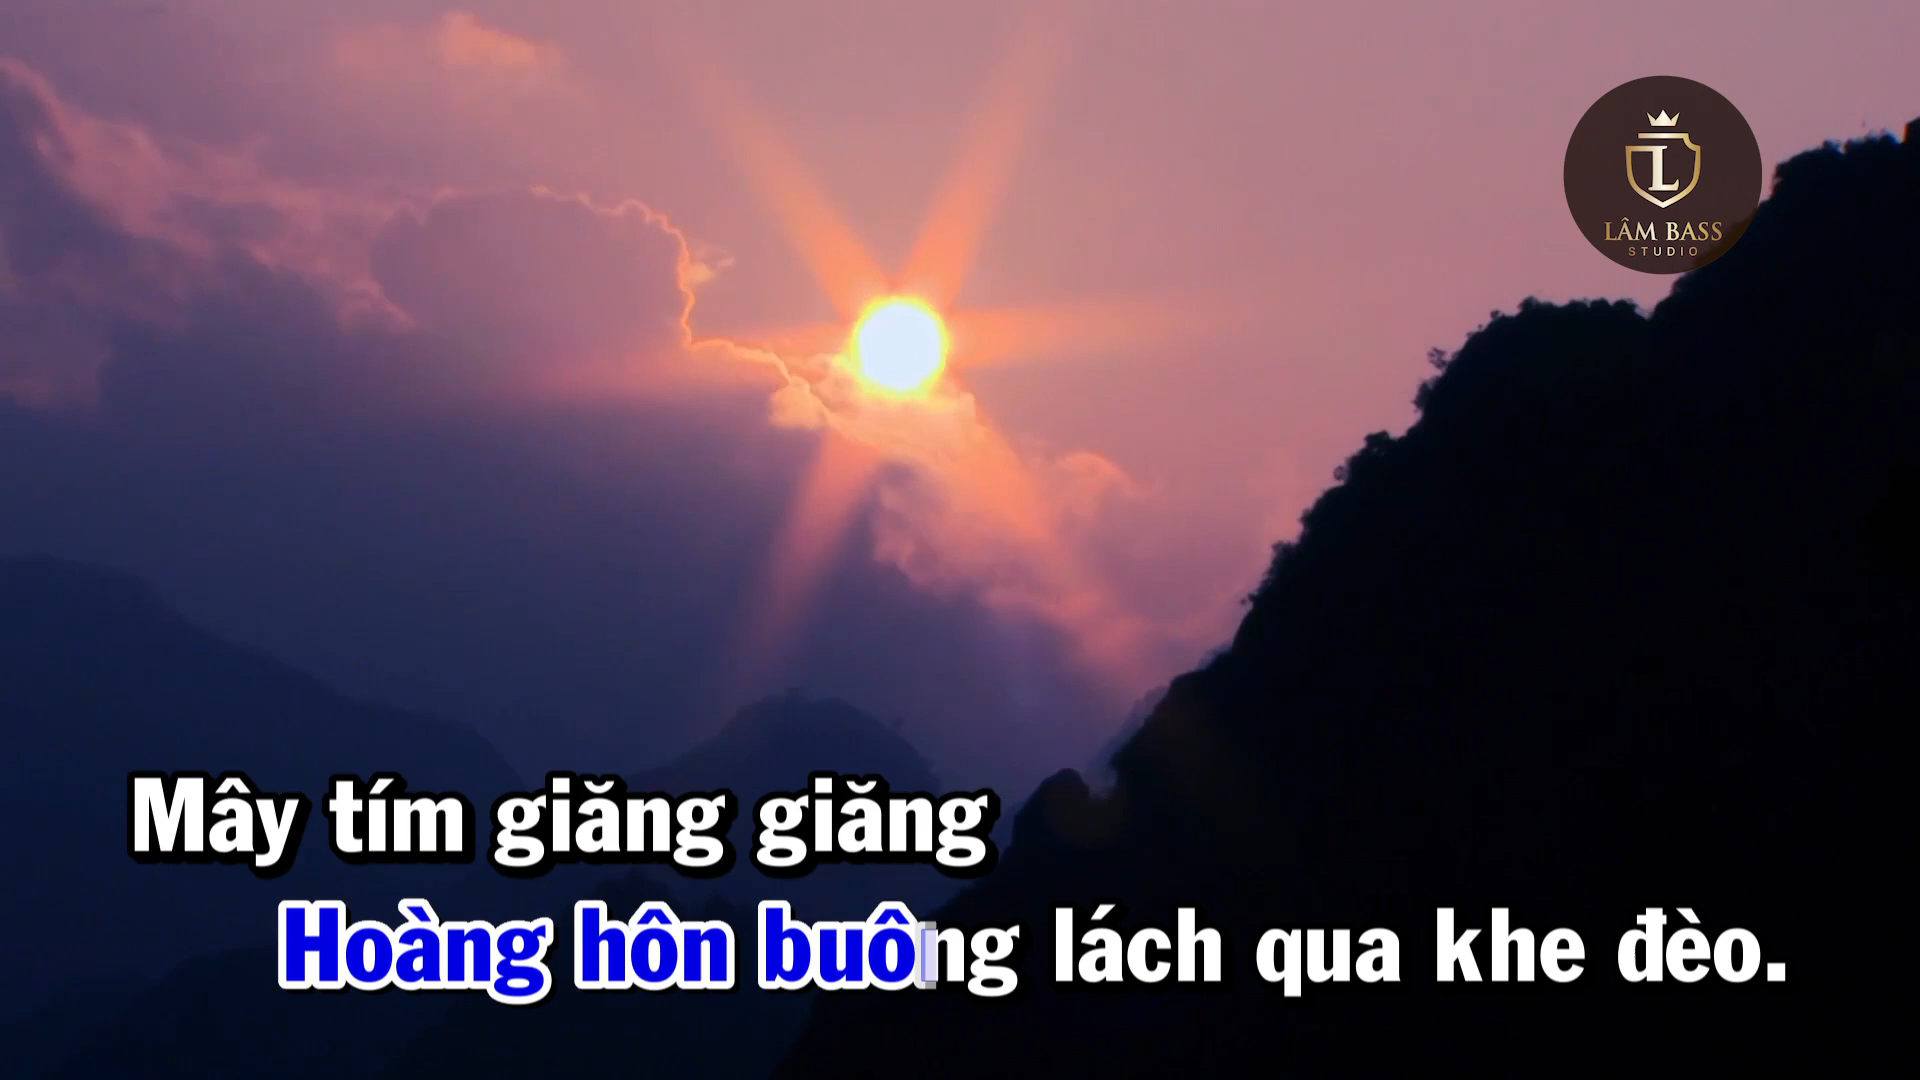 L
LÂM BASS
STUDIO
Mây tím giăng giăng
Hoàng hôn buông lách qua khe đèo.